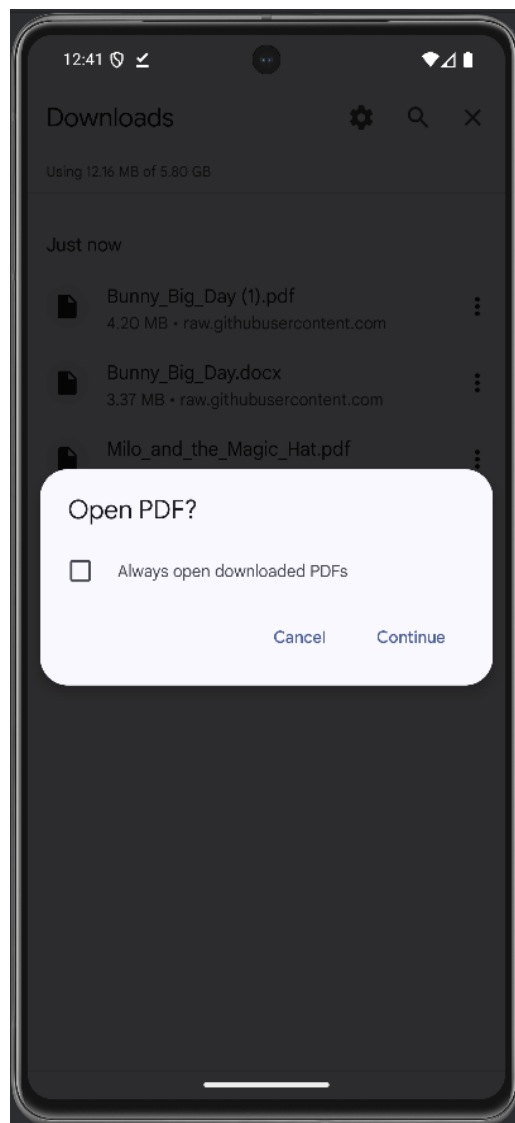 12:41
Downloads
Using 12.16 MB of 5.80 GB
Just now
Bunny_Big_Day (1).pdf
4.20 MB • raw.githubusercontent.com
Bunny_Big_Day.docx
3.37 MB • raw.githubusercontent.com
Milo_and_the_Magic_Hat.pdf
Open PDF?
Always open downloaded PDFs
Cancel Continue